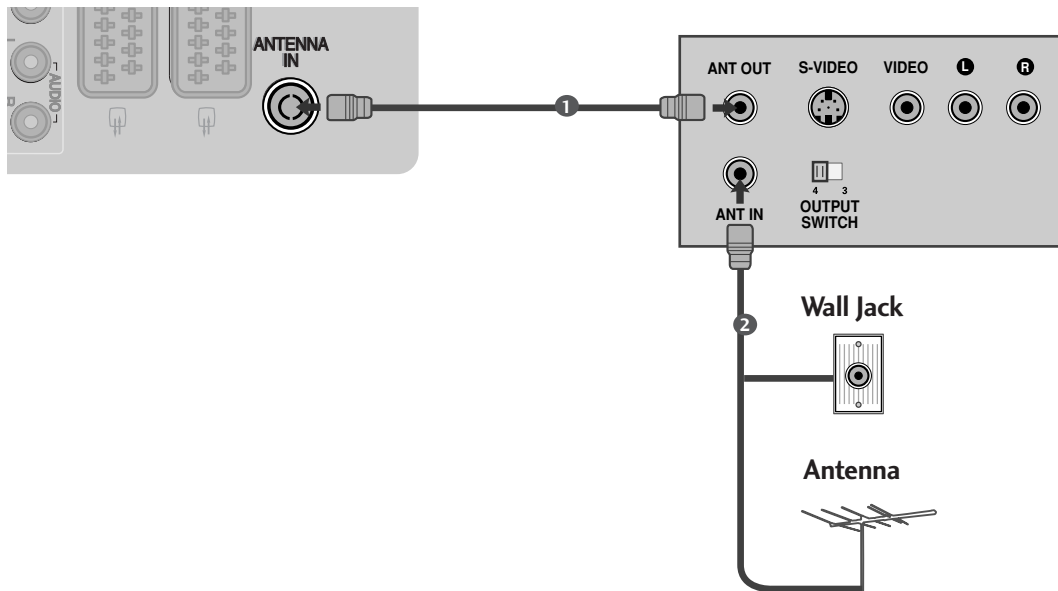 ANTENNA
IN
AUDIO
R
1
ANT OUT
S-VIDEO
VIDEO
L
R
4
3
ANT IN
OUTPUT
SWITCH
2
Wall Jack
Antenna